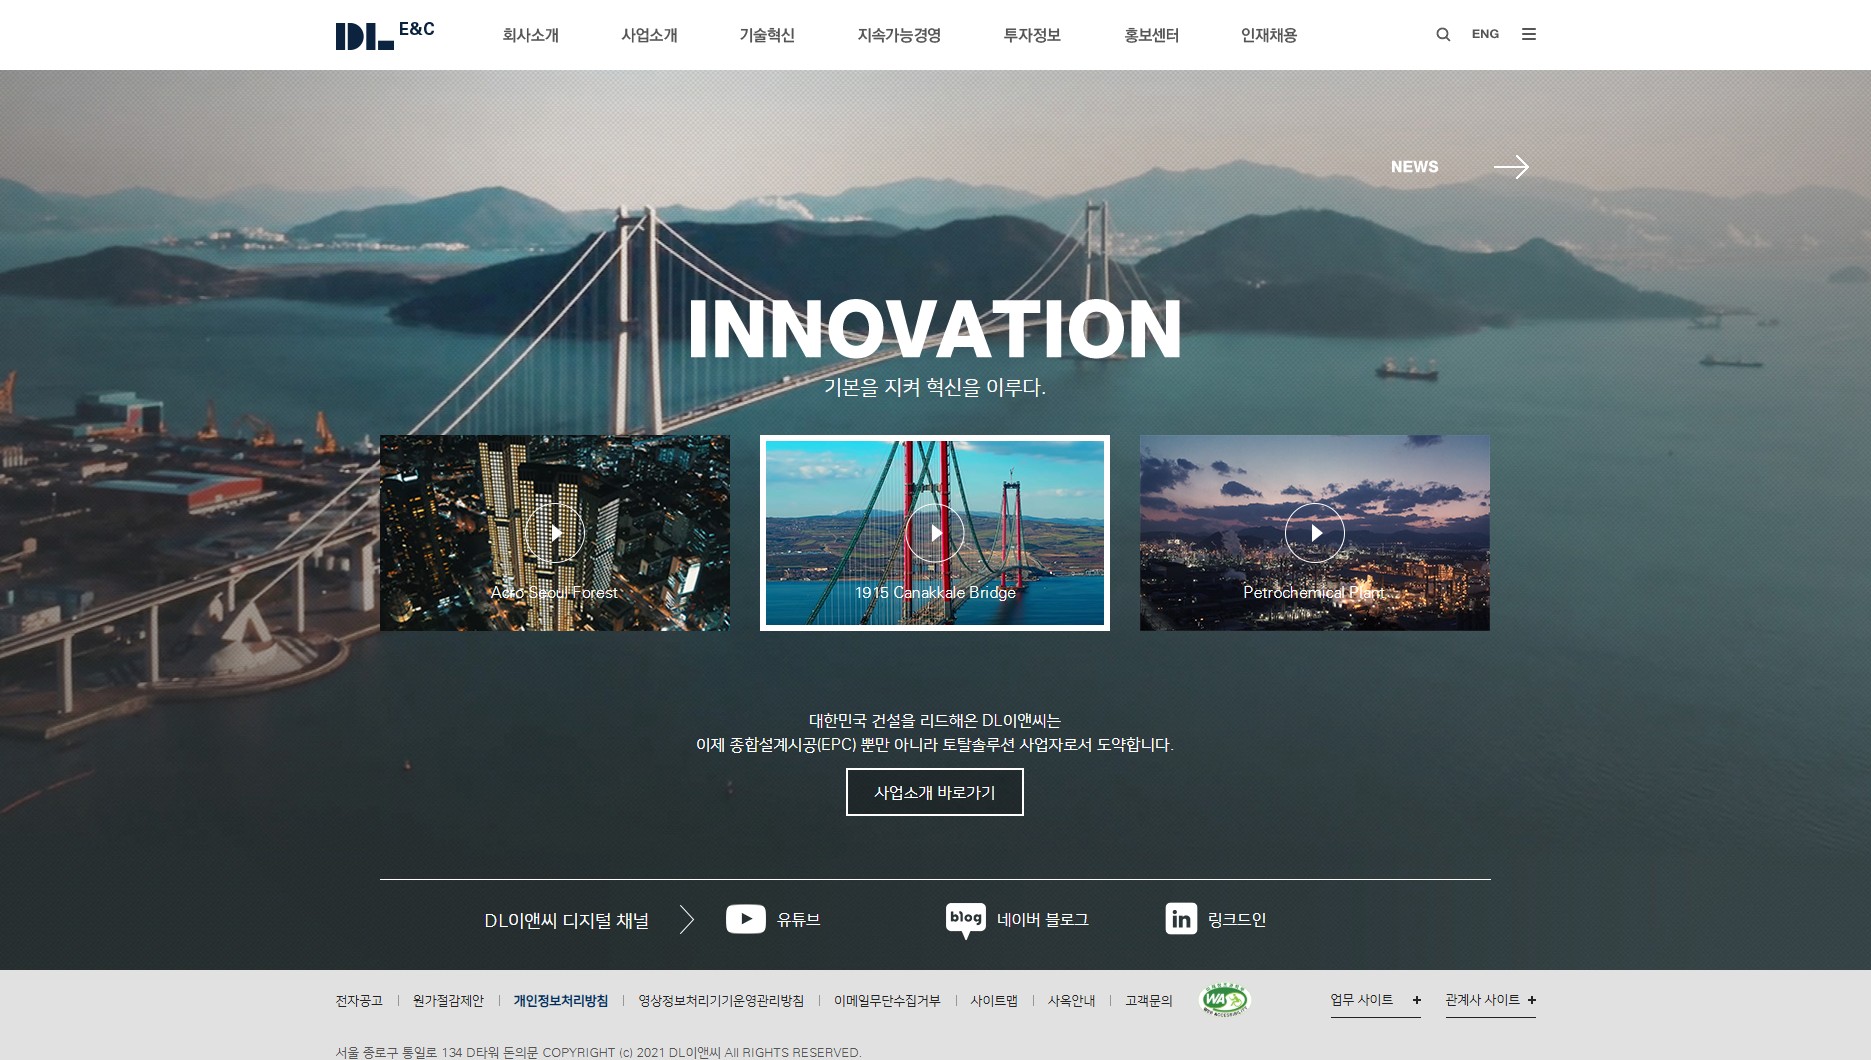 DL E&C
회사소개 사업소개 기술혁신 지속가능경영 투자정보 홍보센터 인재채용 ENG
NEWS
INNOVATION
기본을 지켜 혁신을 이루다.
Acro Seoul Forest
1915 Canakkale Bridge
Petrochemical Plant
대한민국 건설을 리드해온 DL이앤씨는
이제 종합설계시공(EPC) 뿐만 아니라 토탈솔루션 사업자로서 도약합니다.
사업소개 바로가기
DL이앤씨 디지털 채널 유튜브 blog 네이버 블로그 in 링크드인
전자공고 원가절감제안 개인정보처리방침 영상정보처리기기운영관리방침 이메일무단수집거부 사이트맵 사옥안내 고객문의 WA WEB ACCESSIBILITY 업무 사이트 + 관계사 사이트 +
서울 종로구 통일로 134 D타워 돈의문 COPYRIGHT (c) 2021 DL이앤씨 All RIGHTS RESERVED.